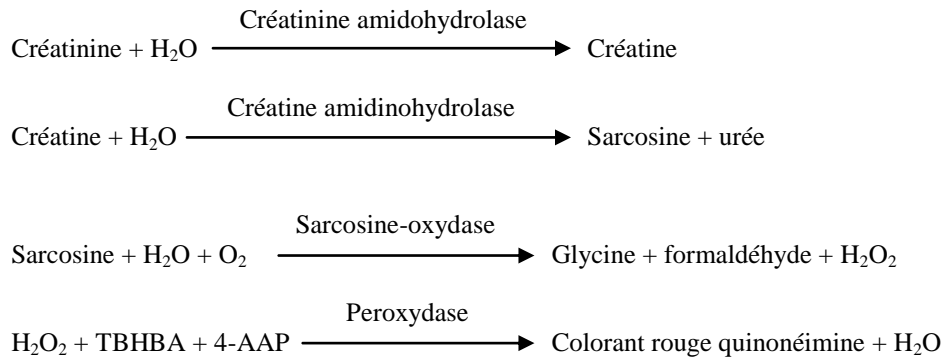 Créatinine amidohydrolase
Créatinine + H₂O Créatine
Créatine amidinohydrolase
Créatine + H₂O Sarcosine + urée
Sarcosine-oxydase
Sarcosine + H₂O + O₂ Glycine + formaldéhyde + H₂O₂
Peroxydase
H₂O₂ + TBHBA + 4-AAP Colorant rouge quinonéimine + H₂O